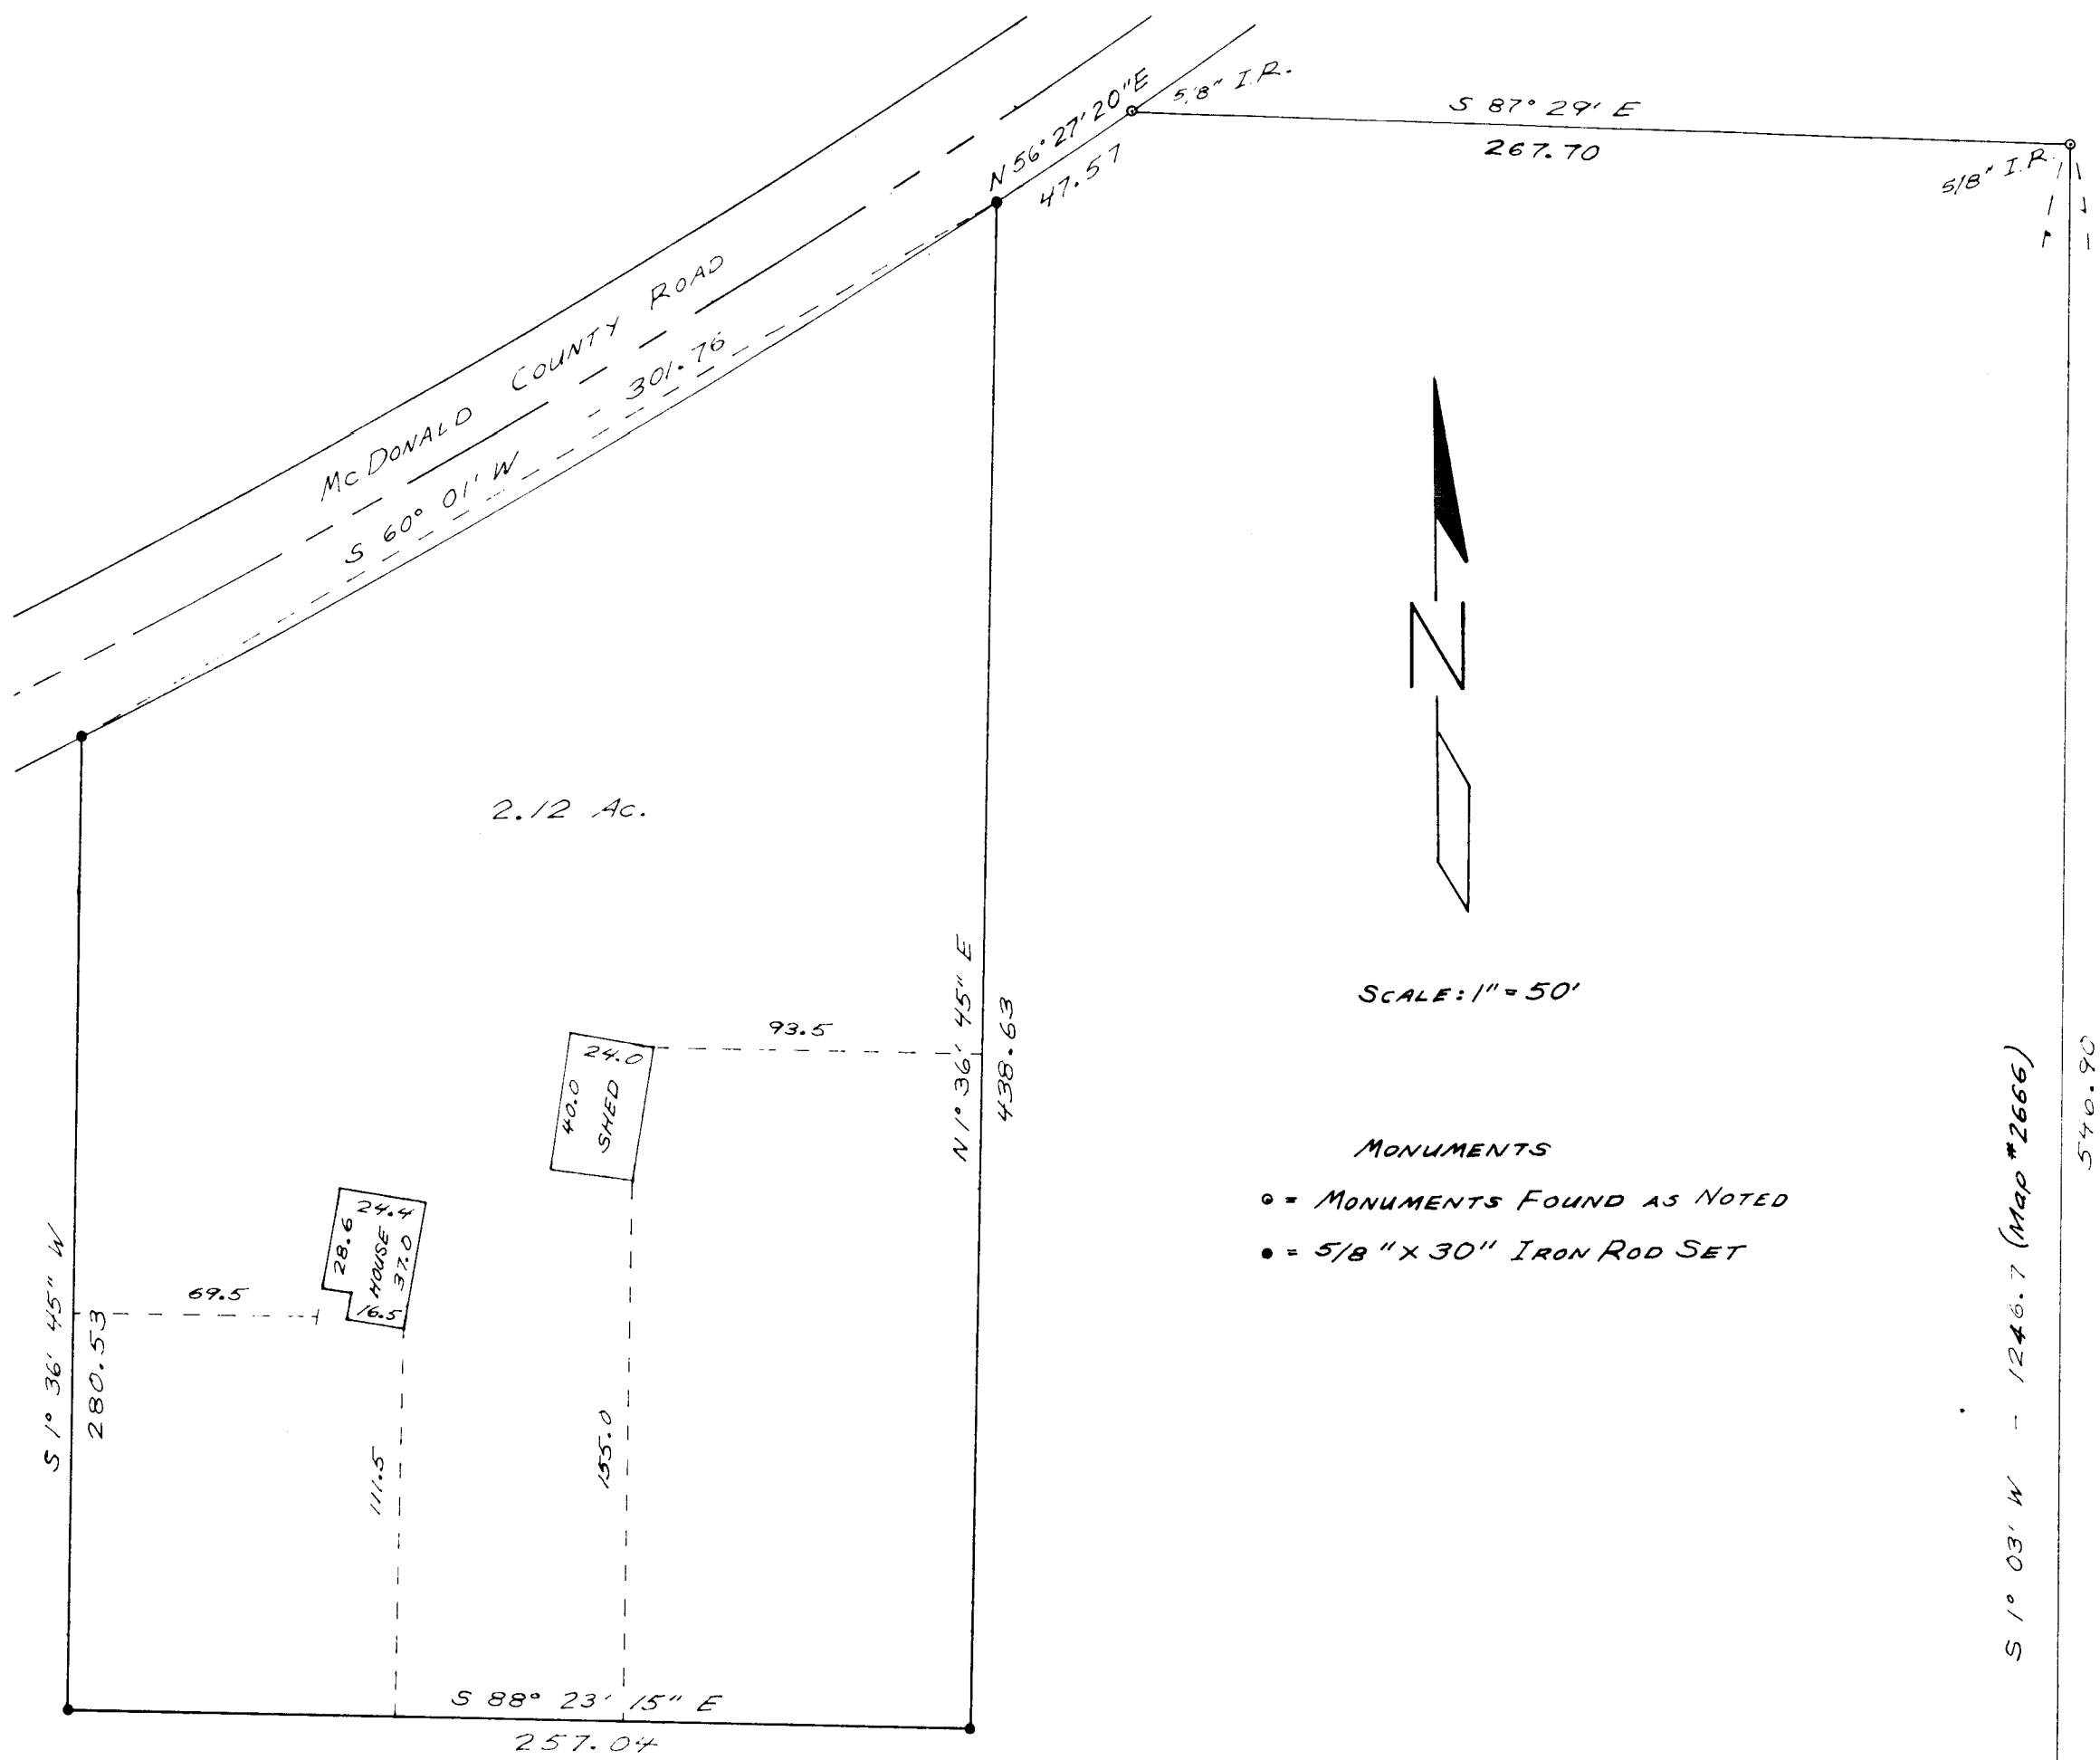 N 56° 27' 20" E
47.57
5/8" I.R.
S 87° 29' E
267.70
5/8" I.R.
McDONALD COUNTY ROAD
S 60° 01' W - 301.76
2.12 Ac.
N 1° 36' 45" E
438.63
93.5
24.0
40.0
SHED
24.4
28.6
HOUSE
37.0
16.5
69.5
S 1° 36' 45" W
280.53
111.5
155.0
S 88° 23' 15" E
257.04
N
SCALE: 1" = 50'
MONUMENTS
= MONUMENTS FOUND AS NOTED
= 5/8" X 30" IRON ROD SET
S 1° 03' W - 1246.7 (Map #2666)
540.90